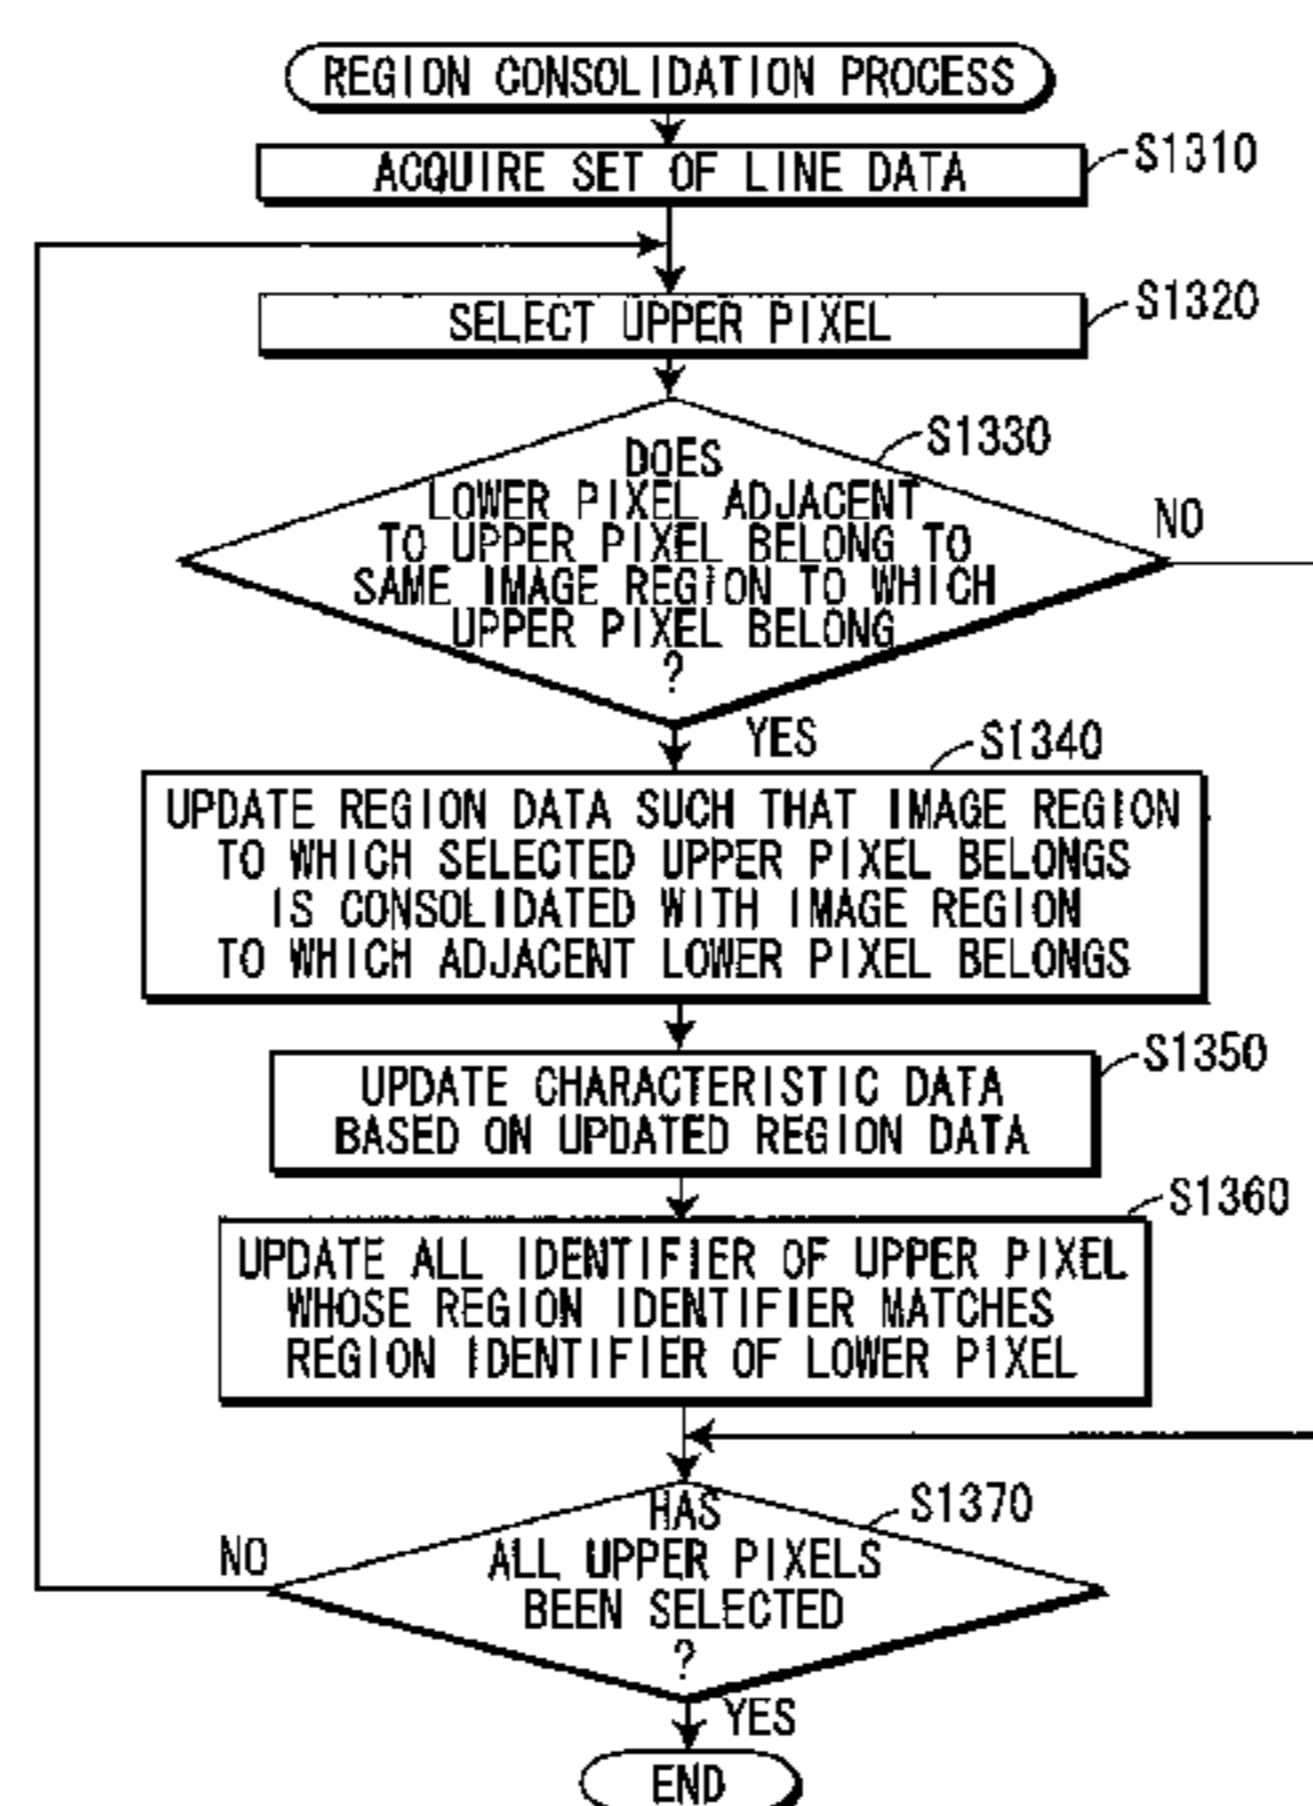 REGION CONSOLIDATION PROCESS
ACQUIRE SET OF LINE DATA
S1310
SELECT UPPER PIXEL
S1320
S1330
DOES
LOWER PIXEL ADJACENT
TO UPPER PIXEL BELONG TO
SAME IMAGE REGION TO WHICH
UPPER PIXEL BELONG
?
NO
YES
S1340
UPDATE REGION DATA SUCH THAT IMAGE REGION
TO WHICH SELECTED UPPER PIXEL BELONGS
IS CONSOLIDATED WITH IMAGE REGION
TO WHICH ADJACENT LOWER PIXEL BELONGS
S1350
UPDATE CHARACTERISTIC DATA
BASED ON UPDATED REGION DATA
S1360
UPDATE ALL IDENTIFIER OF UPPER PIXEL
WHOSE REGION IDENTIFIER MATCHES
REGION IDENTIFIER OF LOWER PIXEL
S1370
HAS
ALL UPPER PIXELS
BEEN SELECTED
?
NO
YES
END